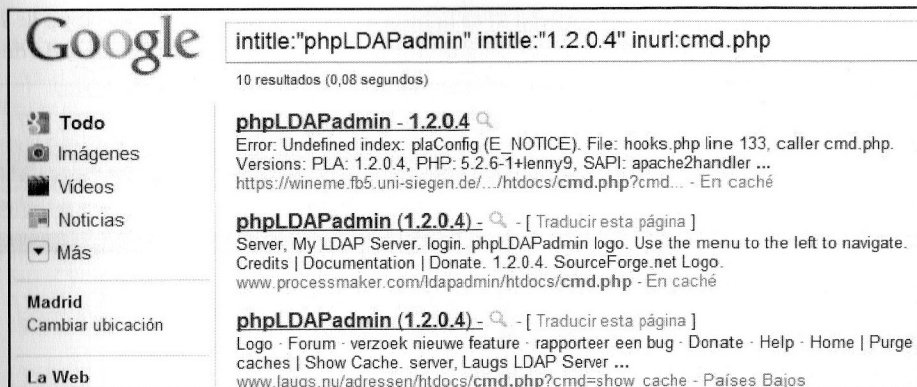 Google
intitle:"phpLDAPadmin" intitle:"1.2.0.4" inurl:cmd.php
10 resultados (0,08 segundos)
Todo
Imágenes
Vídeos
Noticias
Más
Madrid
Cambiar ubicación
La Web
phpLDAPadmin - 1.2.0.4
Error: Undefined index: plaConfig (E_NOTICE). File: hooks.php line 133, caller cmd.php.
Versions: PLA: 1.2.0.4, PHP: 5.2.6-1+lenny9, SAPI: apache2handler ...
https://wineme.fb5.uni-siegen.de/.../htdocs/cmd.php?cmd... - En caché
phpLDAPadmin (1.2.0.4) - - [ Traducir esta página ]
Server, My LDAP Server. login. phpLDAPadmin logo. Use the menu to the left to navigate.
Credits | Documentation | Donate. 1.2.0.4. SourceForge.net Logo.
www.processmaker.com/ldapadmin/htdocs/cmd.php - En caché
phpLDAPadmin (1.2.0.4) - - [ Traducir esta página ]
Logo · Forum · verzoek nieuwe feature · rapporteer een bug · Donate · Help · Home | Purge
caches | Show Cache. server, Laugs LDAP Server ...
www.laugs.nu/adressen/htdocs/cmd.php?cmd=show_cache - Países Bajos